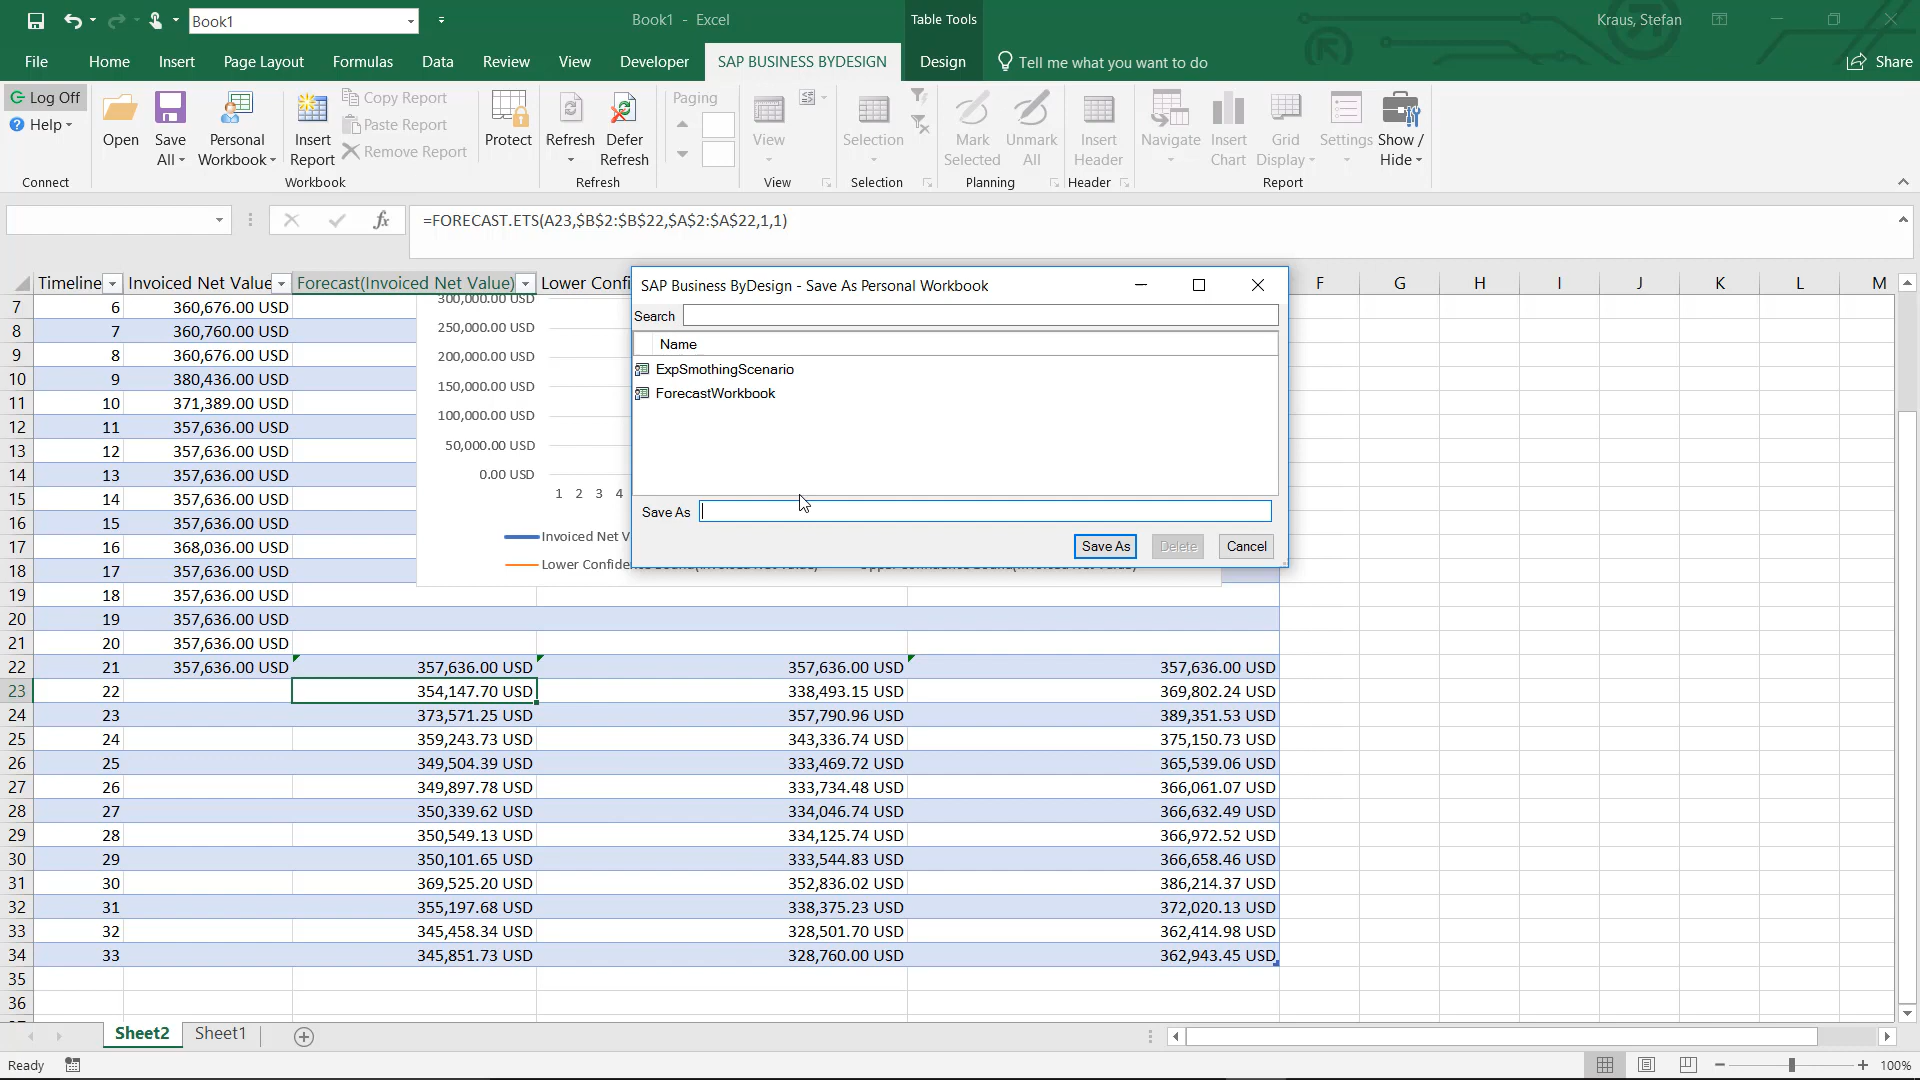 Book1
Book1 - Excel
Table Tools
Kraus, Stefan
File Home Insert Page Layout Formulas Data Review View Developer SAP BUSINESS BYDESIGN Design Tell me what you want to do Share
Log Off
Help
Connect
Open
Save All
Personal Workbook
Insert Report
Copy Report
Paste Report
Remove Report
Workbook
Protect
Refresh
Defer Refresh
Refresh
Paging
View
View
Selection
Selection
Mark Selected
Unmark All
Planning
Insert Header
Header
Navigate
Insert Chart
Grid Display
Settings
Show / Hide
Report
fx
=FORECAST.ETS(A23,$B$2:$B$22,$A$2:$A$22,1,1)
Timeline Invoiced Net Value Forecast(Invoiced Net Value) Lower Confi F G H I J K L M
7 6 360,676.00 USD
8 7 360,760.00 USD
9 8 360,676.00 USD
10 9 380,436.00 USD
11 10 371,389.00 USD
12 11 357,636.00 USD
13 12 357,636.00 USD
14 13 357,636.00 USD
15 14 357,636.00 USD
16 15 357,636.00 USD
17 16 368,036.00 USD
18 17 357,636.00 USD
19 18 357,636.00 USD
20 19 357,636.00 USD
21 20 357,636.00 USD
22 21 357,636.00 USD 357,636.00 USD 357,636.00 USD 357,636.00 USD
23 22 354,147.70 USD 338,493.15 USD 369,802.24 USD
24 23 373,571.25 USD 357,790.96 USD 389,351.53 USD
25 24 359,243.73 USD 343,336.74 USD 375,150.73 USD
26 25 349,504.39 USD 333,469.72 USD 365,539.06 USD
27 26 349,897.78 USD 333,734.48 USD 366,061.07 USD
28 27 350,339.62 USD 334,046.74 USD 366,632.49 USD
29 28 350,549.13 USD 334,125.74 USD 366,972.52 USD
30 29 350,101.65 USD 333,544.83 USD 366,658.46 USD
31 30 369,525.20 USD 352,836.02 USD 386,214.37 USD
32 31 355,197.68 USD 338,375.23 USD 372,020.13 USD
33 32 345,458.34 USD 328,501.70 USD 362,414.98 USD
34 33 345,851.73 USD 328,760.00 USD 362,943.45 USD
35
36
300,000.00 USD
250,000.00 USD
200,000.00 USD
150,000.00 USD
100,000.00 USD
50,000.00 USD
0.00 USD
1 2 3 4
Invoiced Net V
Lower Confide
SAP Business ByDesign - Save As Personal Workbook
Search
Name
ExpSmothingScenario
ForecastWorkbook
Save As
Save As Delete Cancel
Sheet2 Sheet1
Ready
100%